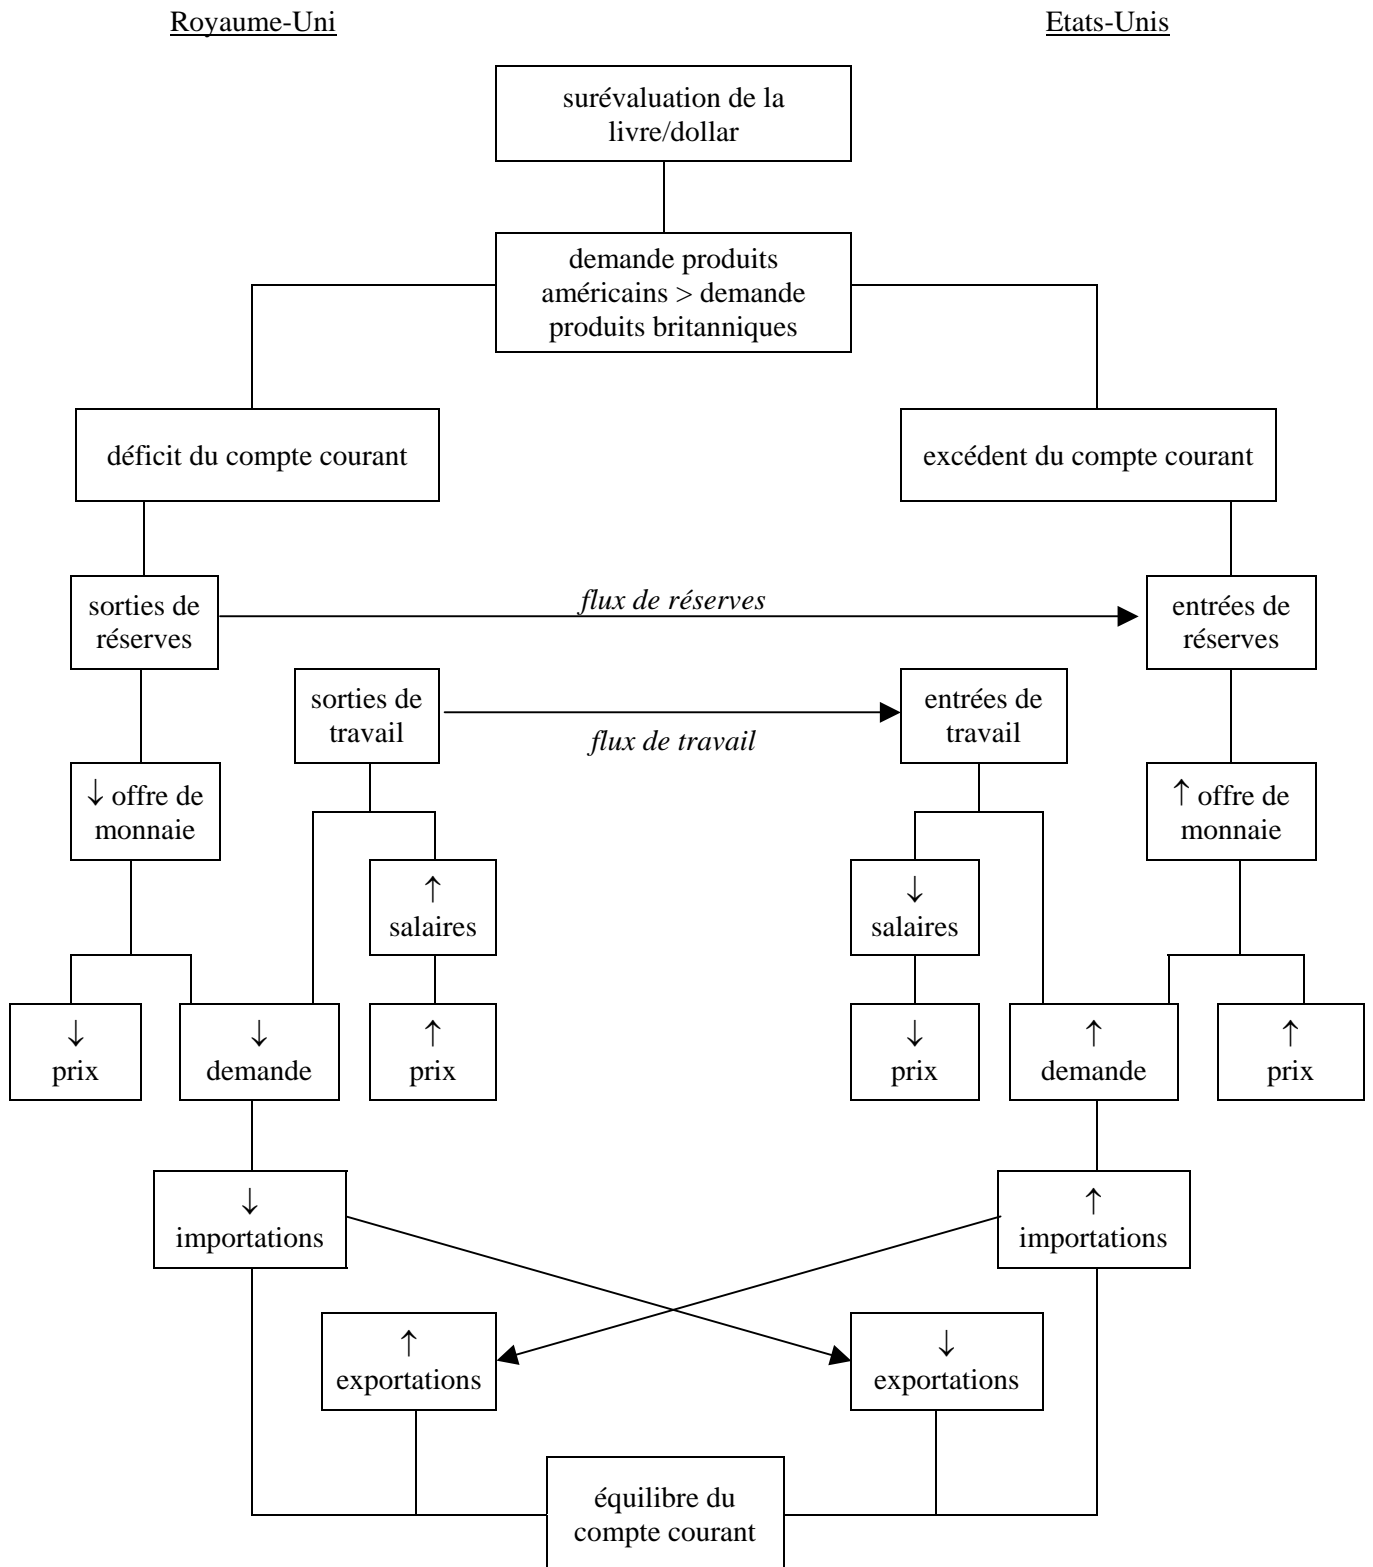 Royaume-Uni
Etats-Unis
surévaluation de la
livre/dollar
demande produits
américains > demande
produits britanniques
déficit du compte courant
excédent du compte courant
sorties de
réserves
flux de réserves
entrées de
réserves
sorties de
travail
flux de travail
entrées de
travail
↓ offre de
monnaie
↑ offre de
monnaie
↑
salaires
↓
salaires
↓
prix
↓
demande
↑
prix
↓
prix
↑
demande
↑
prix
↓
importations
↑
importations
↑
exportations
↓
exportations
équilibre du
compte courant